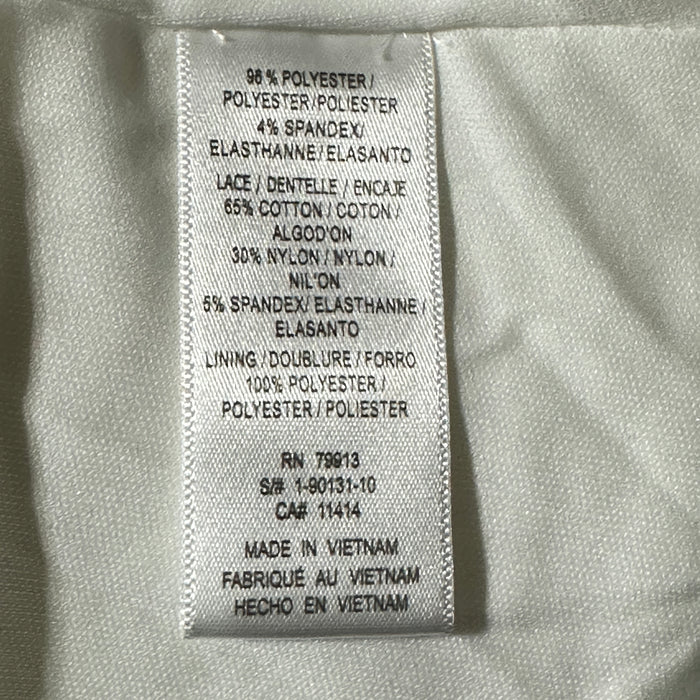 96% POLYESTER/
POLYESTER/POLIESTER
4% SPANDEX/
ELASTHANNE/ELASANTO
LACE / DENTELLE / ENCAJE
65% COTTON / COTON /
ALGOD'ON
30% NYLON / NYLON /
NIL'ON
5% SPANDEX/ ELASTHANNE /
ELASANTO
LINING / DOUBLURE / FORRO
100% POLYESTER /
POLYESTER / POLIESTER
RN 79913
S/# 1-90131-10
CA# 11414
MADE IN VIETNAM
FABRIQUÉ AU VIETNAM
HECHO EN VIETNAM